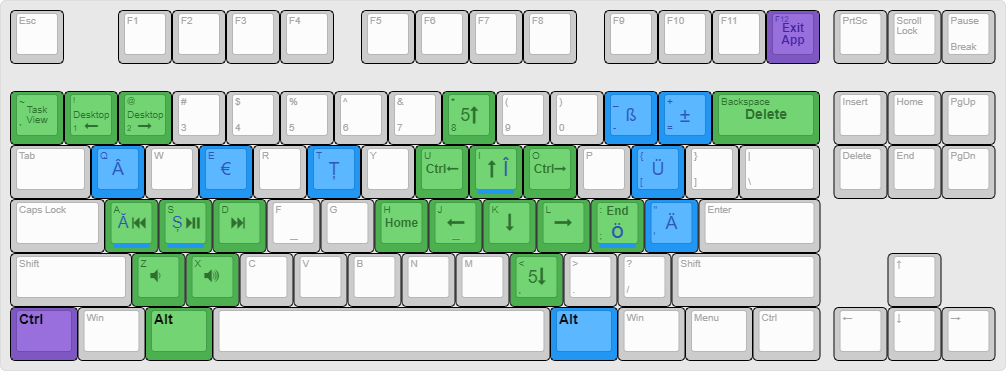 Esc F1 F2 F3 F4 F5 F6 F7 F8 F9 F10 F11 F12 Exit App PrtSc Scroll Lock Pause Break
~ Task View ` ! Desktop 1 ← @ Desktop 2 → # 3 $ 4 % 5 ^ 6 & 7 * 5↑ 8 ( 9 ) 0 _ ß - + ± = Backspace Delete Insert Home PgUp
Tab Q Â W E € R T Ț Y U Ctrl← I ↑ Î O Ctrl→ P { Ü [ } ] | \ Delete End PgDn
Caps Lock A Ă ⏮ S Ș ⏯ D ⏭ F _ G H Home J ← _ K ↓ L → : End ; Ö " Ä ' Enter
Shift Z 🔉 X 🔊 C V B N M < 5↓ , > . ? / Shift ↑
Ctrl Win Alt Alt Win Menu Ctrl ← ↓ →